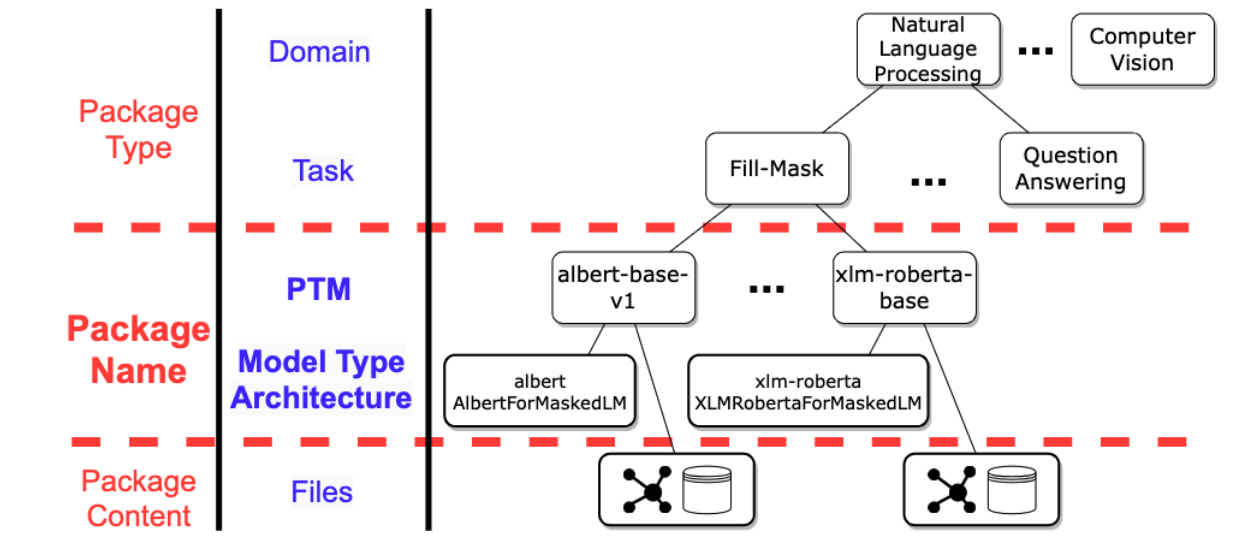 Package
Type
Domain
Natural
Language
Processing
...
Computer
Vision
Task
Fill-Mask
...
Question
Answering
Package
Name
PTM
albert-base-
v1
...
xlm-roberta-
base
Model Type
Architecture
albert
AlbertForMaskedLM
xlm-roberta
XLMRobertaForMaskedLM
Package
Content
Files